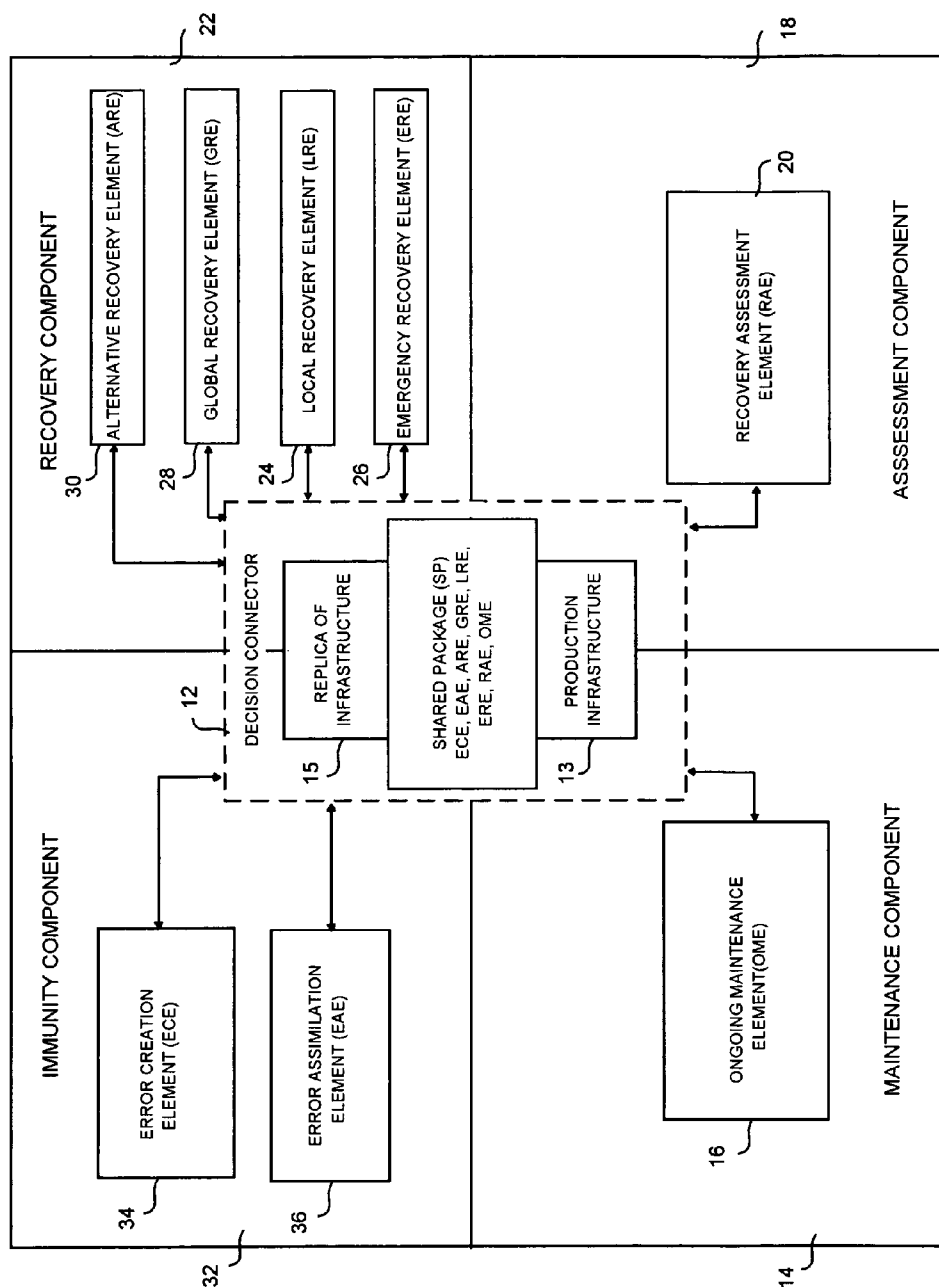 IMMUNITY COMPONENT
ERROR CREATION
ELEMENT (ECE)
34
ERROR ASSIMILATION
ELEMENT (EAE)
36
32
RECOVERY COMPONENT
22
ALTERNATIVE RECOVERY ELEMENT (ARE)
30
GLOBAL RECOVERY ELEMENT (GRE)
28
LOCAL RECOVERY ELEMENT (LRE)
24
EMERGENCY RECOVERY ELEMENT (ERE)
26
12
DECISION CONNECTOR
REPLICA OF
INFRASTRUCTURE
15
SHARED PACKAGE (SP)
ECE, EAE, ARE, GRE, LRE,
ERE, RAE, OME
PRODUCTION
INFRASTRUCTURE
13
ONGOING MAINTENANCE
ELEMENT(OME)
16
MAINTENANCE COMPONENT
14
18
RECOVERY ASSESSMENT
ELEMENT (RAE)
20
ASSSESSMENT COMPONENT